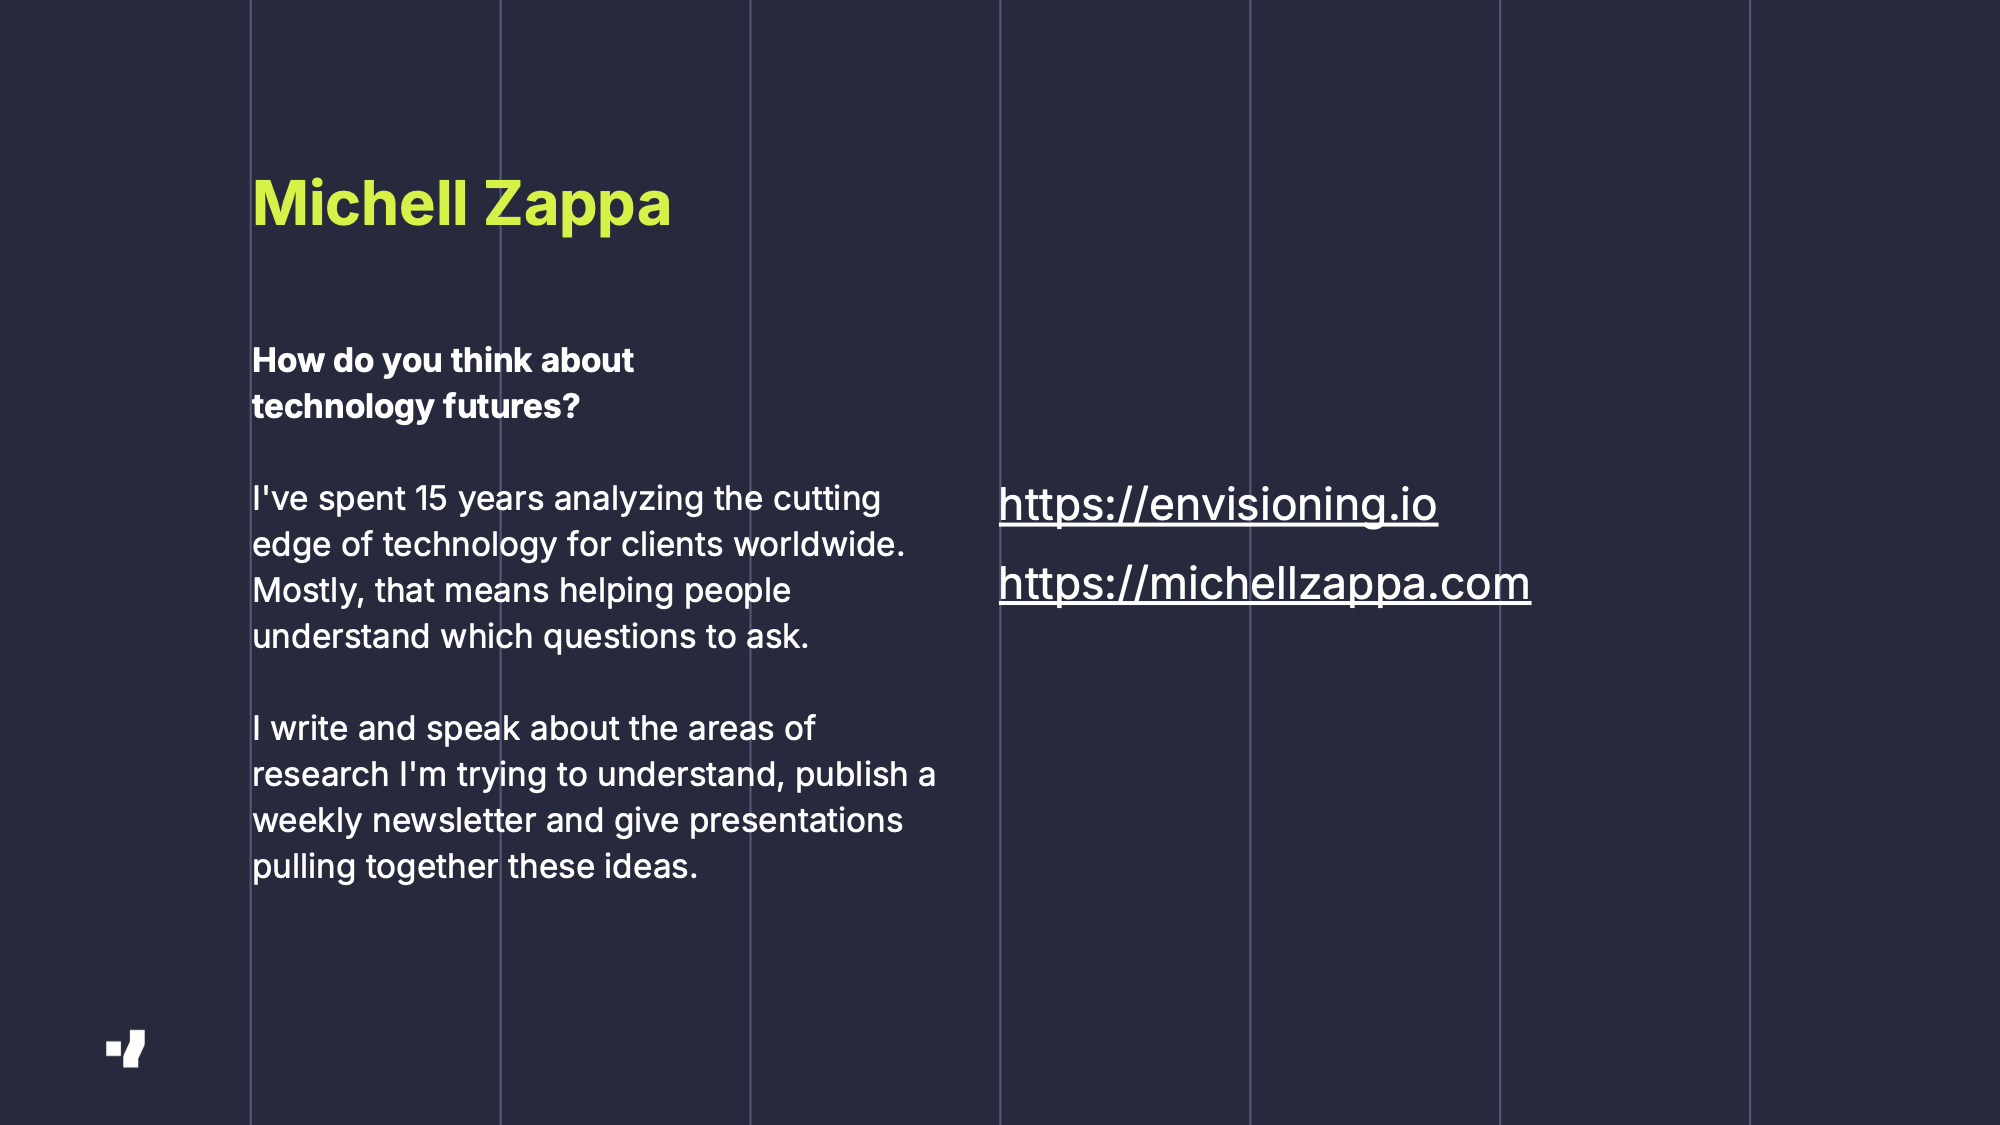 Michell Zappa
How do you think about
technology futures?
I've spent 15 years analyzing the cutting
edge of technology for clients worldwide.
Mostly, that means helping people
understand which questions to ask.
I write and speak about the areas of
research I'm trying to understand, publish a
weekly newsletter and give presentations
pulling together these ideas.
https://envisioning.io
https://michellzappa.com